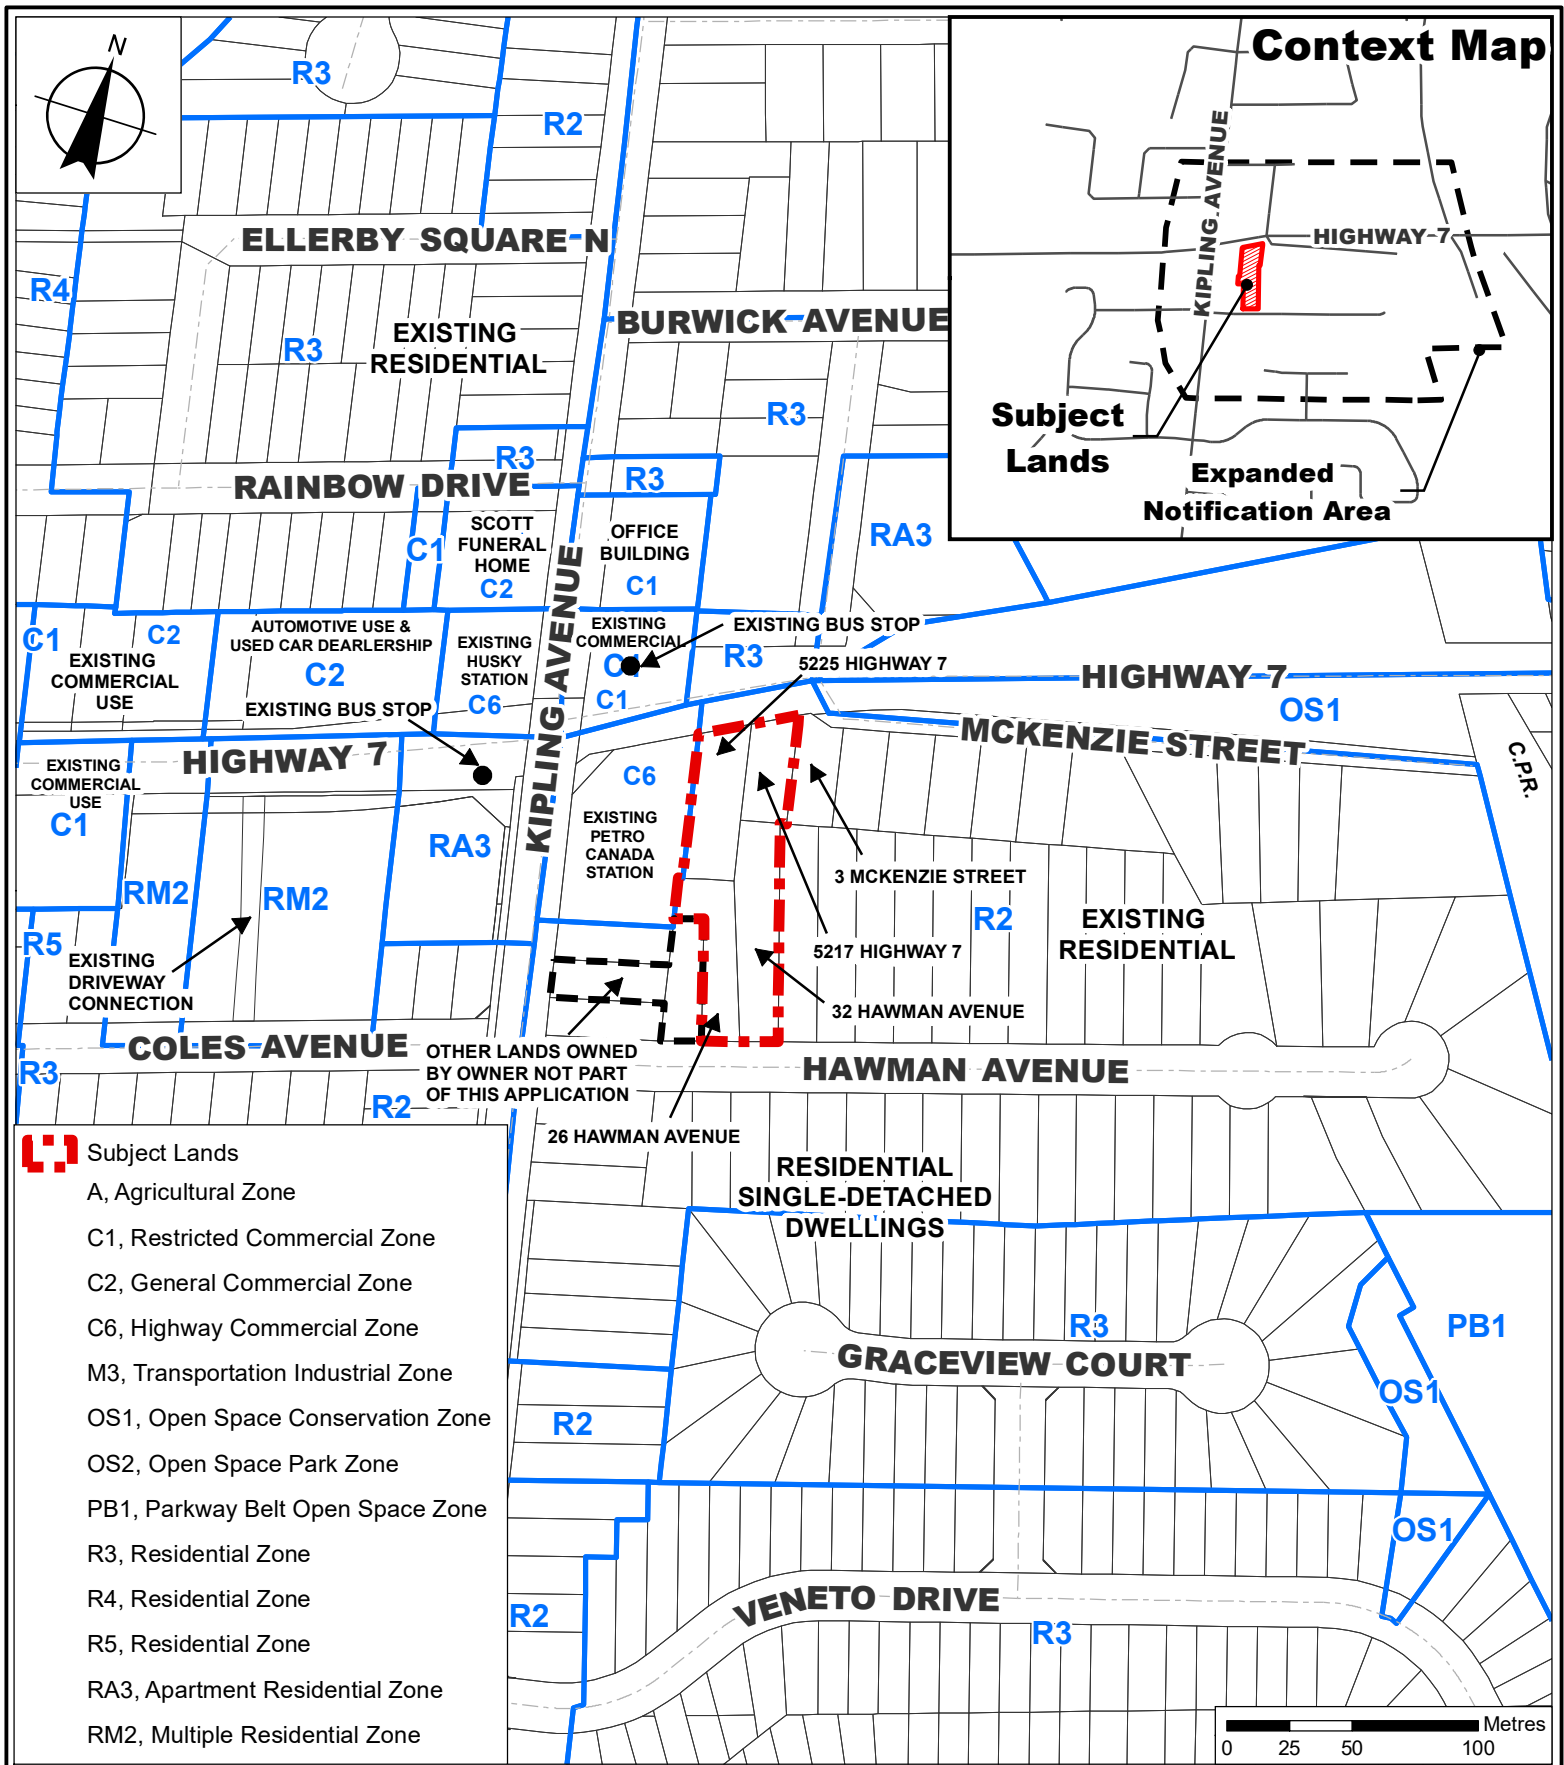 N
R3
R2
Context Map
KIPLING AVENUE
HIGHWAY 7
Subject
Lands
Expanded
Notification Area
ELLERBY SQUARE N
R4
R3
EXISTING
RESIDENTIAL
BURWICK AVENUE
R3
R3
R3
RAINBOW DRIVE
C1
SCOTT
FUNERAL
HOME
C2
OFFICE
BUILDING
C1
RA3
KIPLING AVENUE
C1
C2
EXISTING
COMMERCIAL
USE
AUTOMOTIVE USE &
USED CAR DEARLERSHIP
C2
EXISTING
HUSKY
STATION
C6
EXISTING
COMMERCIAL
C1
C1
EXISTING BUS STOP
R3
5225 HIGHWAY 7
HIGHWAY 7
OS1
EXISTING BUS STOP
HIGHWAY 7
MCKENZIE STREET
C.P.R.
EXISTING
COMMERCIAL
USE
C1
C6
EXISTING
PETRO
CANADA
STATION
KIPLING AVENUE
RA3
RM2
RM2
3 MCKENZIE STREET
R2
EXISTING
RESIDENTIAL
R5
EXISTING
DRIVEWAY
CONNECTION
5217 HIGHWAY 7
32 HAWMAN AVENUE
COLES AVENUE
OTHER LANDS OWNED
BY OWNER NOT PART
OF THIS APPLICATION
HAWMAN AVENUE
R3
R2
26 HAWMAN AVENUE
RESIDENTIAL
SINGLE-DETACHED
DWELLINGS
R3
GRACEVIEW COURT
PB1
OS1
R2
OS1
R2
VENETO DRIVE
R3
Subject Lands
A, Agricultural Zone
C1, Restricted Commercial Zone
C2, General Commercial Zone
C6, Highway Commercial Zone
M3, Transportation Industrial Zone
OS1, Open Space Conservation Zone
OS2, Open Space Park Zone
PB1, Parkway Belt Open Space Zone
R3, Residential Zone
R4, Residential Zone
R5, Residential Zone
RA3, Apartment Residential Zone
RM2, Multiple Residential Zone
Metres
0 25 50 100